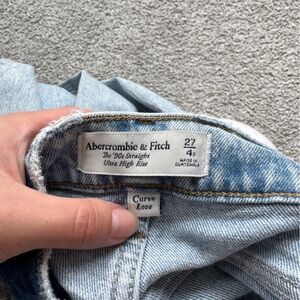 Abercrombie & Fitch
The '90s Straight
Ultra High Rise
27
4R
MADE IN
GUATEMALA
Curve
Love